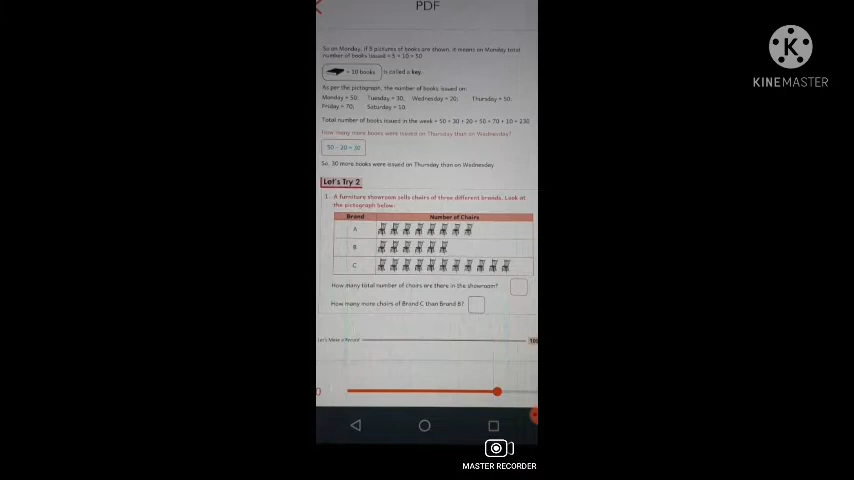 PDF
So on Monday, if 5 pictures of books are shown, it means on Monday total
number of books issued = 5 × 10 = 50
= 10 books is called a key.
As per the pictograph, the number of books issued on:
Monday = 50; Tuesday = 30; Wednesday = 20; Thursday = 50;
Friday = 70; Saturday = 10.
Total number of books issued in the week = 50 + 30 + 20 + 50 + 70 + 10 = 230
How many more books were issued on Thursday than on Wednesday?
50 – 20 = 30
So, 30 more books were issued on Thursday than on Wednesday.
Let's Try 2
1. A furniture showroom sells chairs of three different brands. Look at
the pictograph below:
Brand Number of Chairs
A
B
C
How many total number of chairs are there in the showroom?
How many more chairs of Brand C than Brand B?
Let's Make a Record
K
KINEMASTER
MASTER RECORDER